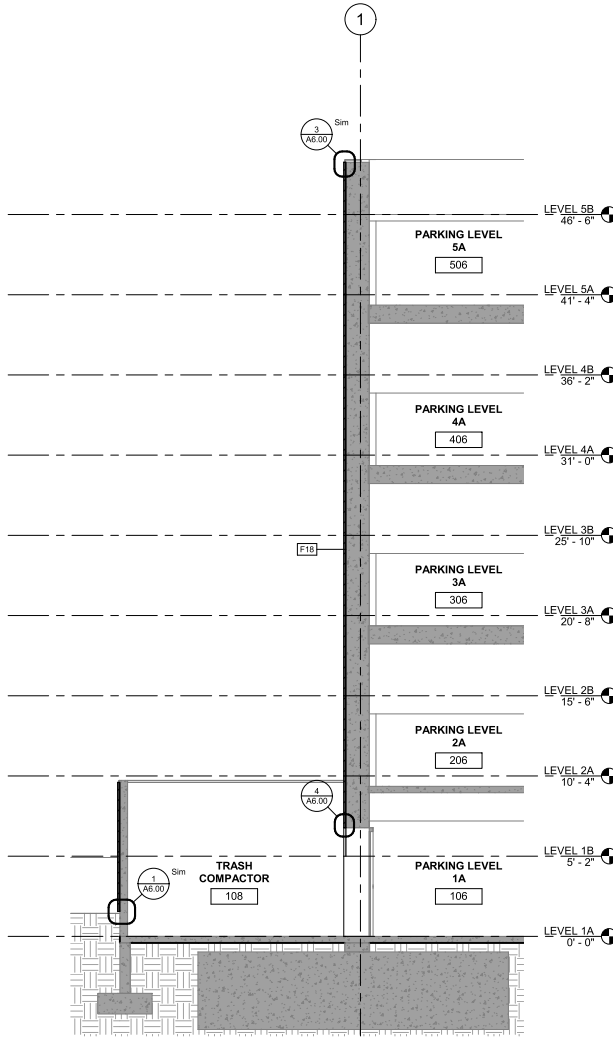 1
3
A6.00
Sim
LEVEL 5B
46' - 6"
PARKING LEVEL
5A
506
LEVEL 5A
41' - 4"
LEVEL 4B
36' - 2"
PARKING LEVEL
4A
406
LEVEL 4A
31' - 0"
LEVEL 3B
25' - 10"
F18
PARKING LEVEL
3A
306
LEVEL 3A
20' - 8"
LEVEL 2B
15' - 6"
PARKING LEVEL
2A
206
LEVEL 2A
10' - 4"
4
A6.00
LEVEL 1B
5' - 2"
1
A6.00
Sim
TRASH
COMPACTOR
108
PARKING LEVEL
1A
106
LEVEL 1A
0' - 0"